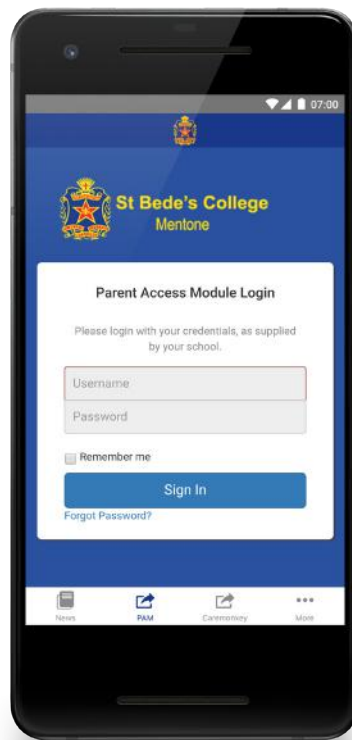 07:00
St Bede's College
Mentone
Parent Access Module Login
Please login with your credentials, as supplied
by your school.
Username
Password
Remember me
Sign In
Forgot Password?
News PAM Caremonkey More